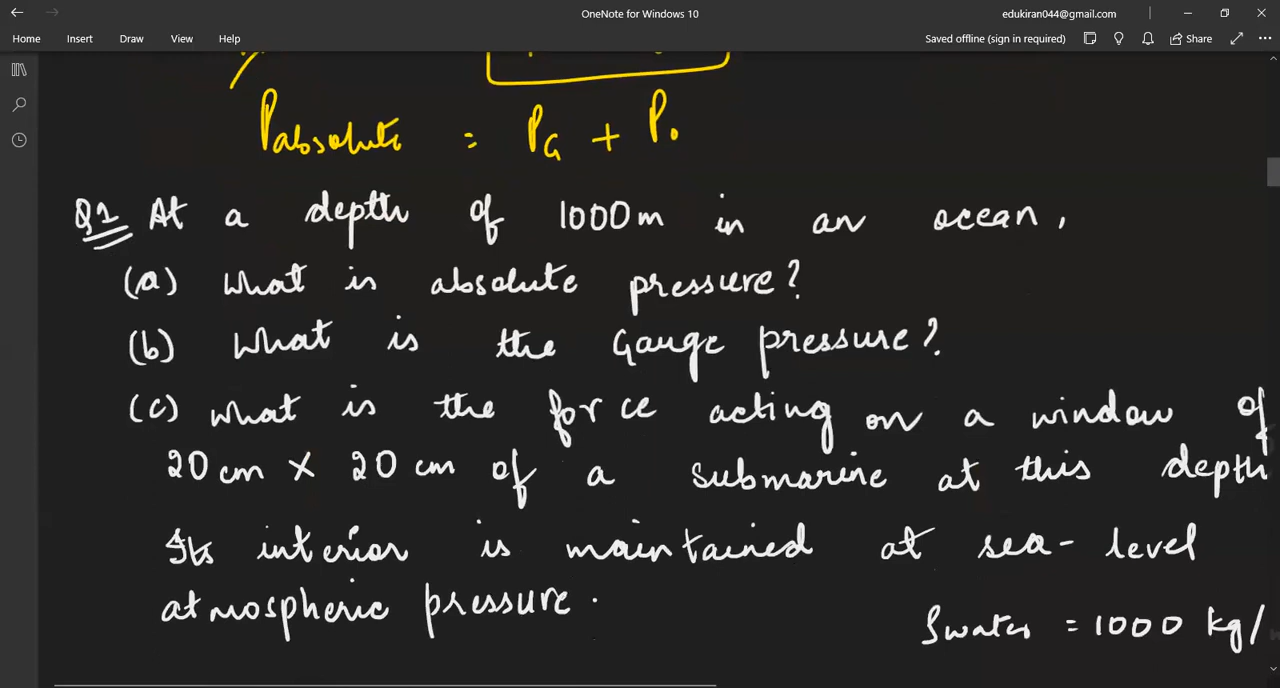 OneNote for Windows 10
edukiran044@gmail.com
Home Insert Draw View Help
Saved offline (sign in required) Share
Pabsolute = PG + P0
Q1 At a depth of 1000m in an ocean,
(a) what is absolute pressure?
(b) what is the Gauge pressure?
(c) what is the force acting on a window of
20 cm × 20 cm of a submarine at this depth
Its interior is maintained at sea-level
atmospheric pressure.
ρwater = 1000 kg/